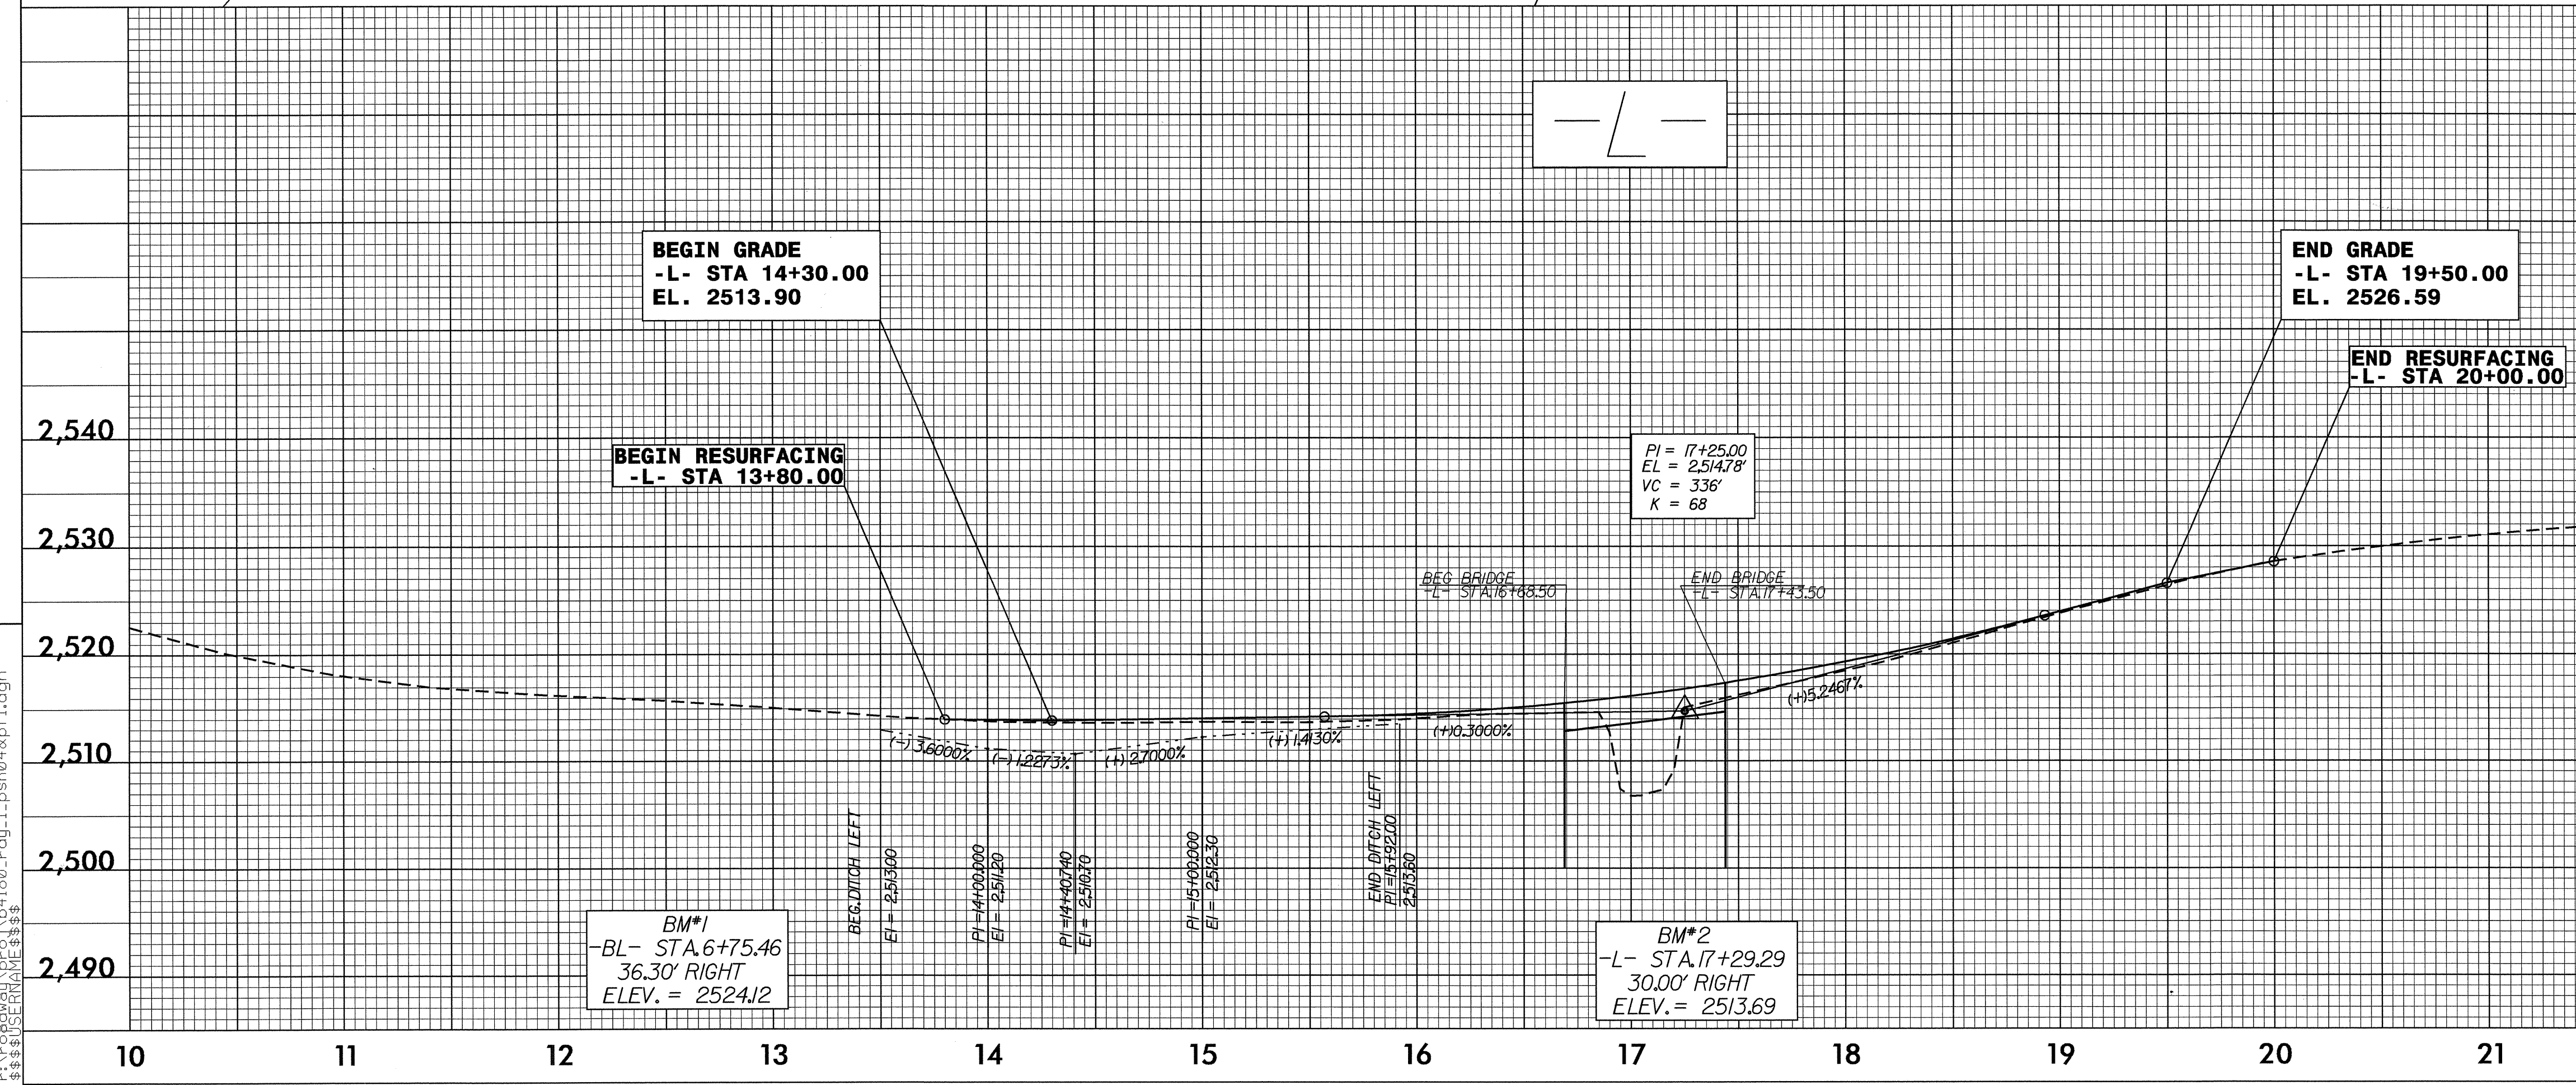 -L-
BEGIN GRADE
-L- STA 14+30.00
EL. 2513.90
END GRADE
-L- STA 19+50.00
EL. 2526.59
END RESURFACING
-L- STA 20+00.00
BEGIN RESURFACING
-L- STA 13+80.00
PI = 17+25.00
EL = 2,514.78'
VC = 336'
K = 68
BEG BRIDGE
-L- STA.16+68.50
END BRIDGE
-L- STA.17+43.50
2,540
2,530
2,520
2,510
2,500
2,490
(-)3.6000%
(-)1.2273%
(+)2.7000%
(+)1.4130%
(+)0.3000%
(+)5.2467%
BEG.DITCH LEFT
El = 2,513.00
PI =14+00.000
El = 2,511.20
PI =14+40.740
El = 2,510.70
PI =15+00.000
El = 2,512.30
END DITCH LEFT
PI =15+92.00
2,513.60
BM#1
-BL- STA.6+75.46
36.30' RIGHT
ELEV. = 2524.12
BM#2
-L- STA.17+29.29
30.00' RIGHT
ELEV. = 2513.69
10 11 12 13 14 15 16 17 18 19 20 21
$$$$USERNAME$$$$